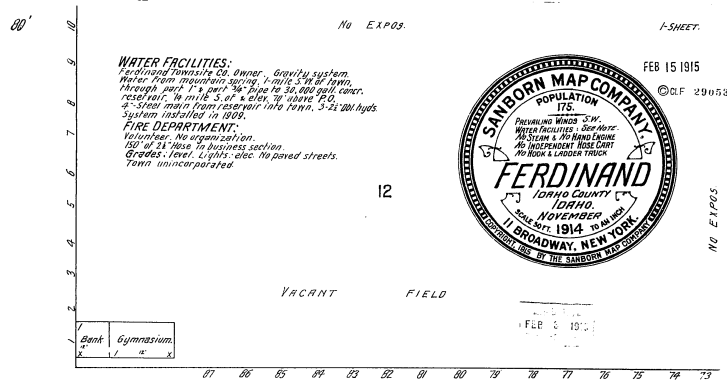 80'
10
No EXPOS.
1-SHEET.
WATER FACILITIES:
Ferdinand Townsite Co. Owner. Gravity system.
Water from mountain spring, 1-mile S.W. of town,
through part 1" & part 3/4" pipe to 30,000 gall. concr.
reservoir, 1/4 mile S. of & elev. 70' above P.O.
4"-Steel main from reservoir into town, 3-2½" Dbl. hyds.
System installed in 1909.
FIRE DEPARTMENT:
Volunteer. No organization.
150' of 2½" Hose in business section.
Grades: level. Lights: elec. No paved streets.
Town unincorporated.
12
SANBORN MAP COMPANY.
POPULATION
175.
PREVAILING WINDS S.W.
WATER FACILITIES: SEE NOTE.
No STEAM & No HAND ENGINE
No INDEPENDENT HOSE CART
No HOOK & LADDER TRUCK
FERDINAND
IDAHO COUNTY
IDAHO.
NOVEMBER
1914
SCALE 50 FT. TO AN INCH
11 BROADWAY, NEW YORK.
COPYRIGHT, 1915 BY THE SANBORN MAP COMPANY
FEB 15 1915
©CLF 29053
NO EXPOS
9
8
7
6
5
4
3
2
1
VACANT FIELD
FEB
1
Bank
12'
X
Gymnasium.
1 12' X
87 86 85 84 83 82 81 80 79 78 77 76 75 74 73